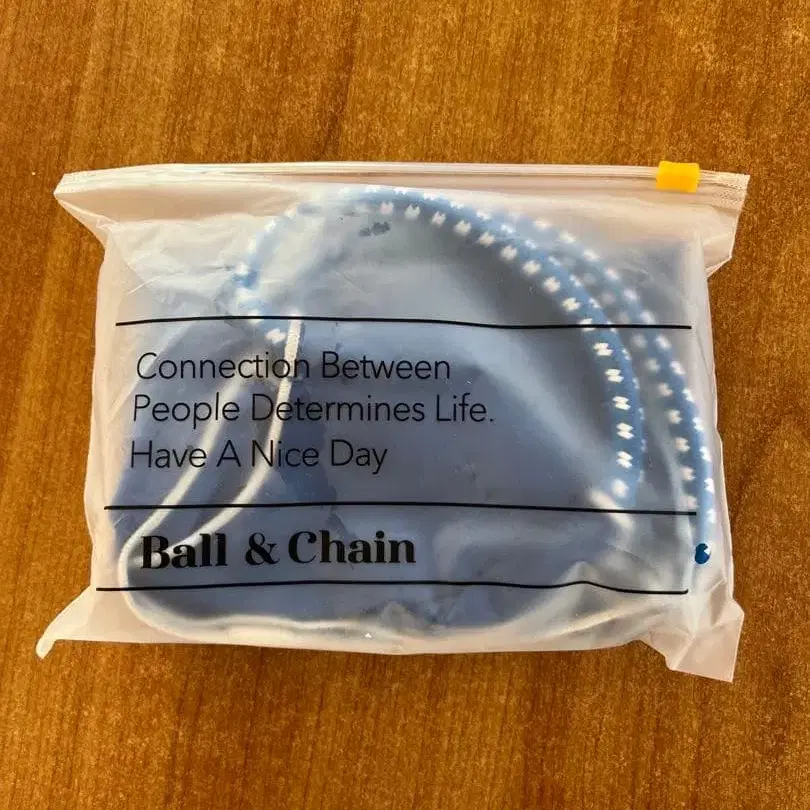 Connection Between
People Determines Life.
Have A Nice Day
Ball & Chain